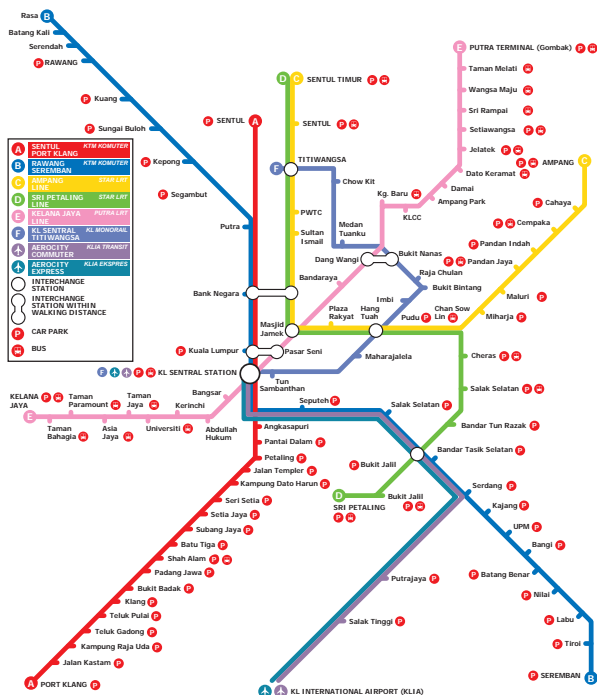 Rasa
B
Batang Kali
Serendah
P RAWANG
P Kuang
P Sungai Buloh
P Kepong
P Segambut
Putra
Bank Negara
P Kuala Lumpur
P SENTUL
A
D
C
SENTUL TIMUR P
SENTUL P
F
TITIWANGSA
Chow Kit
PWTC
Sultan
Ismail
Medan
Tuanku
Dang Wangi
Bukit Nanas
Bandaraya
Raja Chulan
Bukit Bintang
Imbi
Masjid
Jamek
Plaza
Rakyat
Hang
Tuah
Pudu P
Chan Sow
Lin P
Pasar Seni
Maharajalela
Tun
Sambanthan
E
PUTRA TERMINAL (Gombak) P
Taman Melati
Wangsa Maju
Sri Rampai
Setiawangsa P
Jelatek P
Dato Keramat
Damai
Ampang Park
KLCC
Kg. Baru P
P AMPANG
C
Cahaya P
P Cempaka
P Pandan Indah
P Pandan Jaya
Maluri P
Miharja P
Cheras P
Salak Selatan P
Bandar Tun Razak P
Bandar Tasik Selatan P
A SENTUL PORT KLANG KTM KOMUTER
B RAWANG SEREMBAN KTM KOMUTER
C AMPANG LINE STAR LRT
D SRI PETALING LINE STAR LRT
E KELANA JAYA LINE PUTRA LRT
F KL SENTRAL TITIWANGSA KL MONORAIL
AEROCITY COMMUTER KLIA TRANSIT
AEROCITY EXPRESS KLIA EKSPRES
INTERCHANGE
STATION
INTERCHANGE
STATION WITHIN
WALKING DISTANCE
P CAR PARK
BUS
F P KL SENTRAL STATION
KELANA P
JAYA
E
Taman
Paramount
Taman
Jaya
Kerinchi
Bangsar
Taman
Bahagia
Asia
Jaya
Universiti
Abdullah
Hukum
Seputeh P
Salak Selatan P
Angkasapuri
Pantai Dalam P
Petaling P
Jalan Templer P
Kampung Dato Harun P
Seri Setia P
Setia Jaya P
Subang Jaya P
Batu Tiga P
Shah Alam P
Padang Jawa P
Bukit Badak P
Klang P
Teluk Pulai P
Teluk Gadong P
Kampung Raja Uda P
Jalan Kastam P
A PORT KLANG P
P Bukit Jalil
D
SRI PETALING
P
Bukit Jalil
P
Serdang P
Kajang P
UPM P
Bangi P
P Batang Benar
P Nilai
P Labu
P Tiroi
P SEREMBAN
B
Putrajaya P
Salak Tinggi P
KL INTERNATIONAL AIRPORT (KLIA)